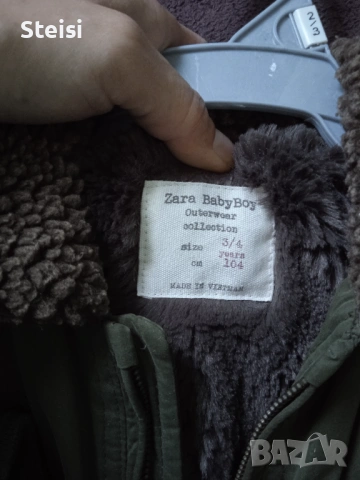 Steisi
2/3
Zara BabyBoy
Outerwear
collection
size 3/4
years
cm 104
MADE IN VIETNAM
BAZAR